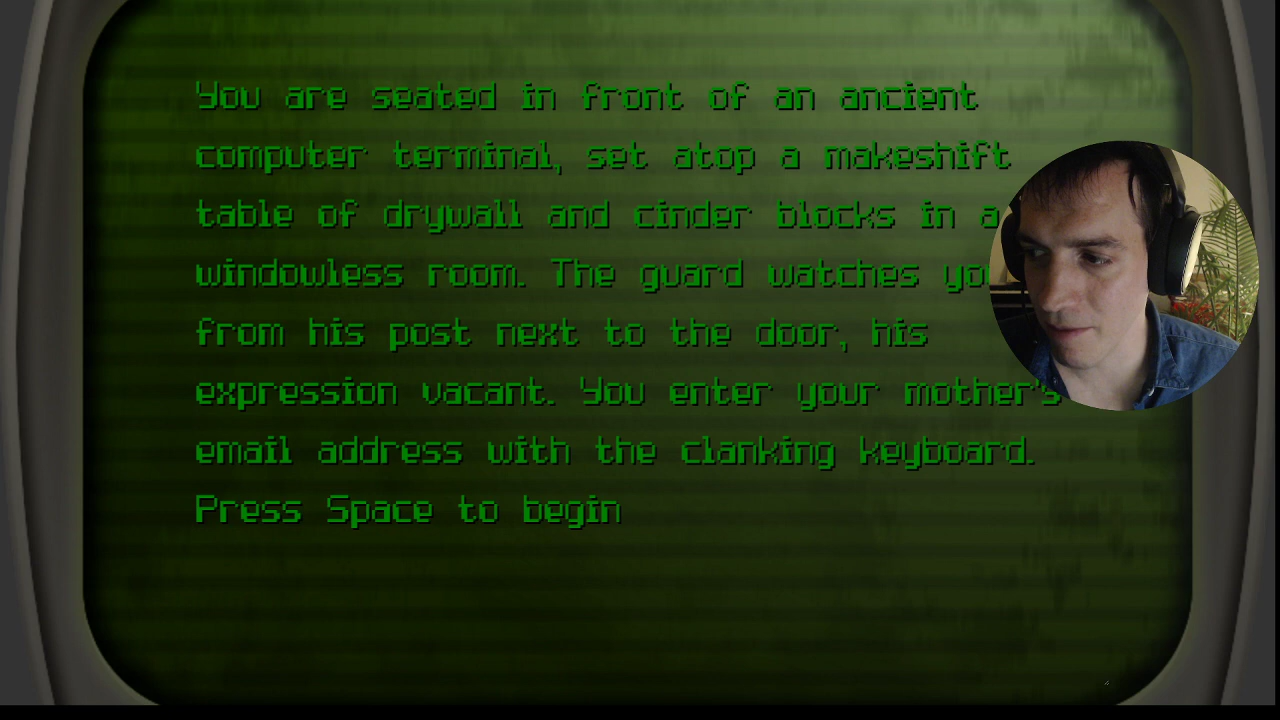 You are seated in front of an ancient
computer terminal, set atop a makeshift
table of drywall and cinder blocks in a
windowless room. The guard watches you
from his post next to the door, his
expression vacant. You enter your mother's
email address with the clanking keyboard.
Press Space to begin